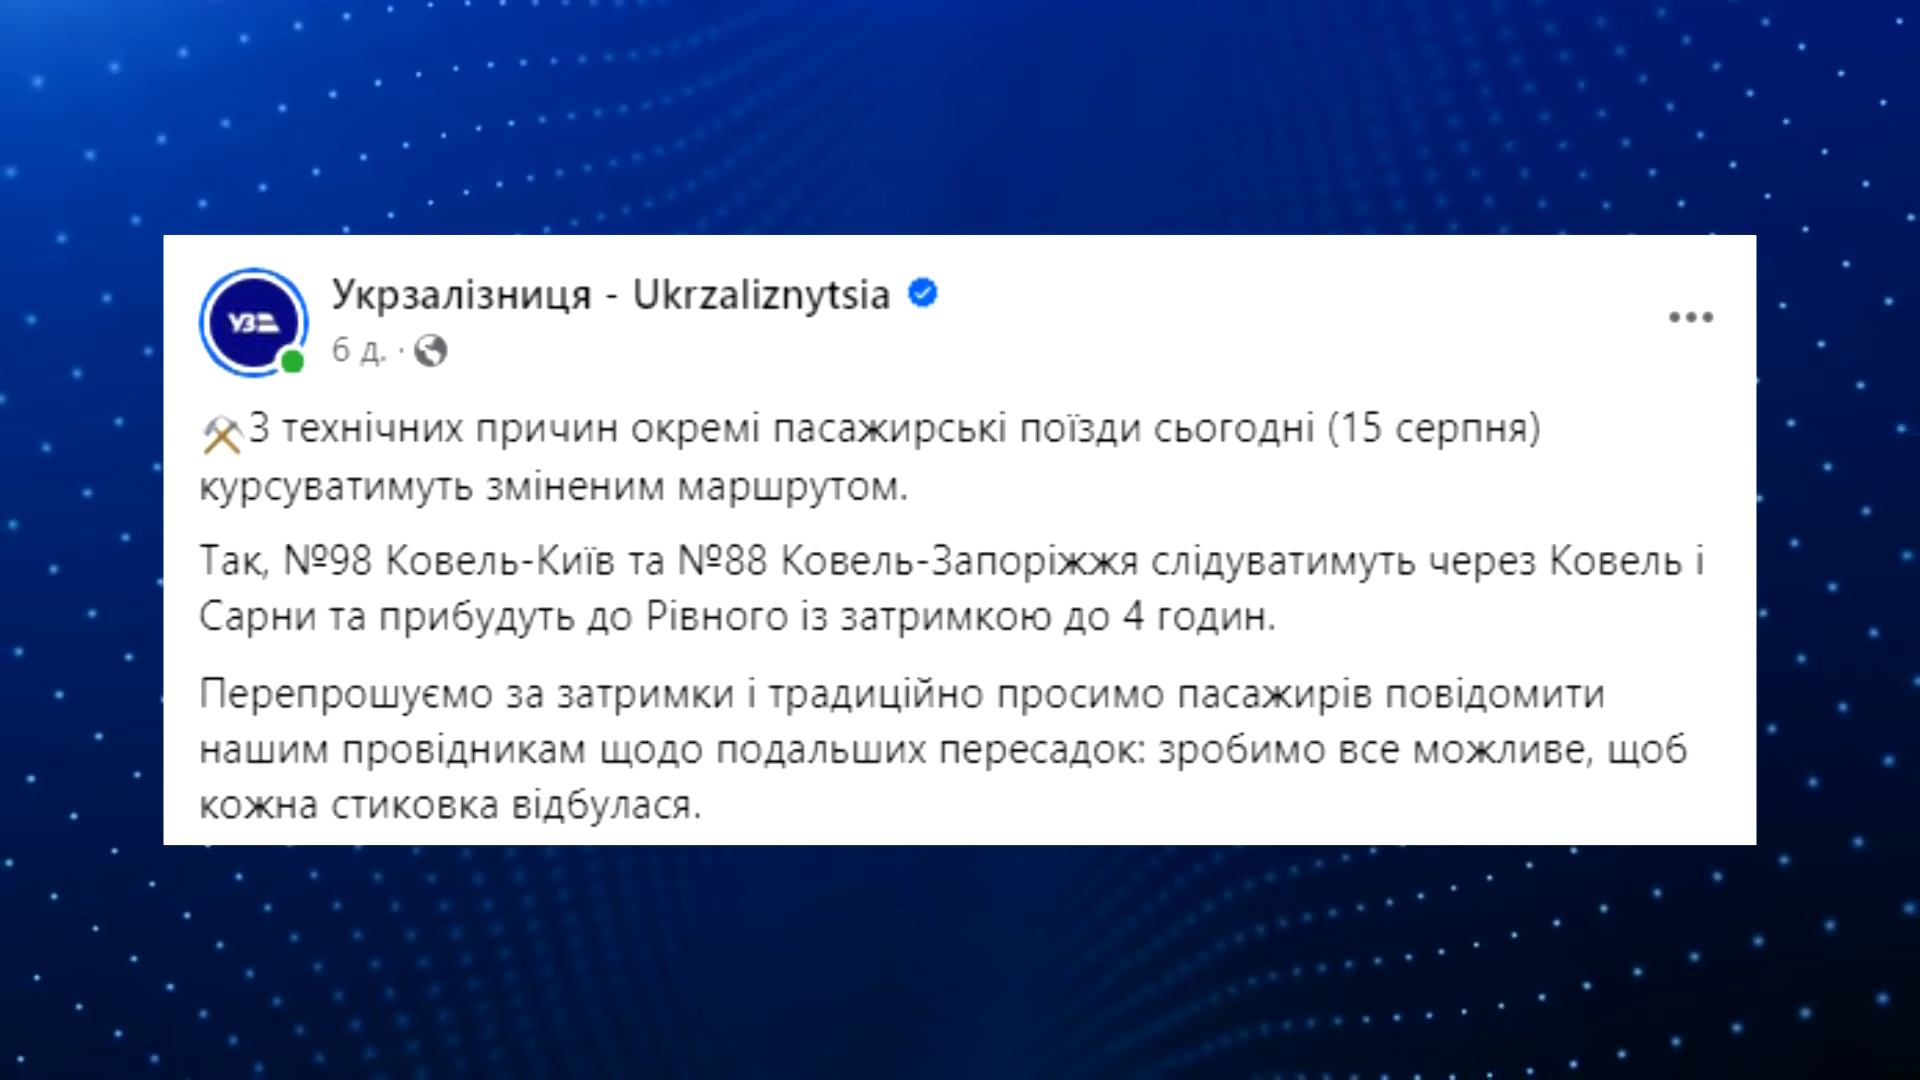 Укрзалізниця - Ukrzaliznytsia
УЗ
6 д. ·
⚒З технічних причин окремі пасажирські поїзди сьогодні (15 серпня)
курсуватимуть зміненим маршрутом.
Так, №98 Ковель-Київ та №88 Ковель-Запоріжжя слідуватимуть через Ковель і
Сарни та прибудуть до Рівного із затримкою до 4 годин.
Перепрошуємо за затримки і традиційно просимо пасажирів повідомити
нашим провідникам щодо подальших пересадок: зробимо все можливе, щоб
кожна стиковка відбулася.